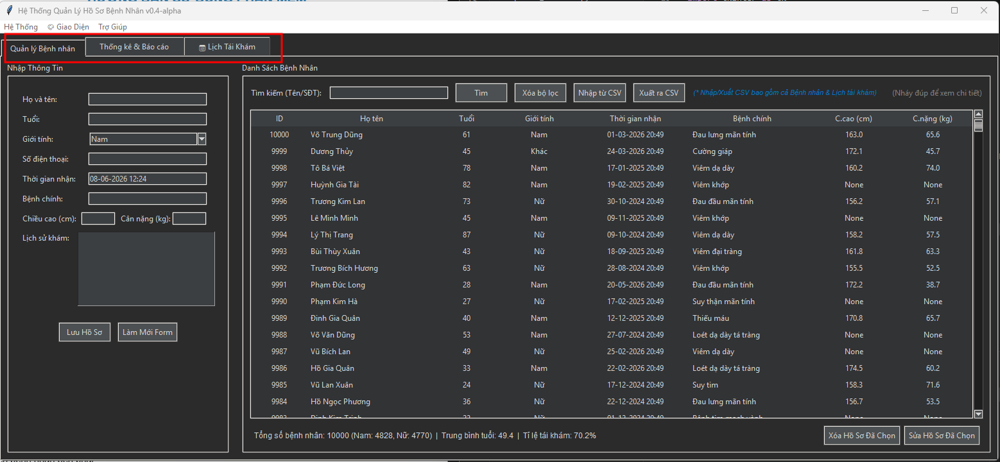 Hệ Thống Quản Lý Hồ Sơ Bệnh Nhân v0.4-alpha
Hệ Thống Giao Diện Trợ Giúp
Quản lý Bệnh nhân Thống kê & Báo cáo Lịch Tái Khám
Nhập Thông Tin
Họ và tên:
Tuổi:
Giới tính: Nam
Số điện thoại:
Thời gian nhận: 08-06-2026 12:24
Bệnh chính:
Chiều cao (cm): Cân nặng (kg):
Lịch sử khám:
Lưu Hồ Sơ Làm Mới Form
Danh Sách Bệnh Nhân
Tìm kiếm (Tên/SĐT): Tìm Xóa bộ lọc Nhập từ CSV Xuất ra CSV (* Nhập/Xuất CSV bao gồm cả Bệnh nhân & Lịch tái khám) (Nháy đúp để xem chi tiết)
ID Họ tên Tuổi Giới tính Thời gian nhận Bệnh chính C.cao (cm) C.nặng (kg)
10000 Võ Trung Dũng 61 Nam 01-03-2026 20:49 Đau lưng mãn tính 163.0 65.6
9999 Dương Thủy 45 Khác 24-03-2026 20:49 Cường giáp 172.1 45.7
9998 Tô Bá Việt 78 Nam 17-01-2025 20:49 Viêm dạ dày 160.2 74.0
9997 Huỳnh Gia Tài 82 Nam 19-02-2025 20:49 Viêm khớp None None
9996 Trương Kim Lan 73 Nữ 30-10-2024 20:49 Đau đầu mãn tính 156.2 57.1
9995 Lê Minh Minh 45 Nam 09-11-2025 20:49 Viêm khớp None None
9994 Lý Thị Trang 87 Nữ 09-10-2024 20:49 Viêm dạ dày 158.2 57.5
9993 Bùi Thùy Xuân 43 Nữ 18-09-2025 20:49 Viêm đại tràng 161.8 63.3
9992 Trương Bích Hương 63 Nữ 28-08-2024 20:49 Viêm khớp 155.5 52.5
9991 Phạm Đức Long 28 Nam 20-05-2026 20:49 Đau đầu mãn tính 172.2 38.7
9990 Phạm Kim Hà 27 Nữ 17-02-2025 20:49 Suy thận mãn tính None None
9989 Đinh Gia Quân 40 Nam 12-12-2025 20:49 Thiếu máu 170.8 65.7
9988 Võ Văn Dũng 53 Nam 27-07-2024 20:49 Loét dạ dày tá tràng None None
9987 Vũ Bích Lan 49 Nữ 25-02-2026 20:49 Viêm dạ dày None None
9986 Hồ Gia Quân 33 Nam 22-02-2026 20:49 Loét dạ dày tá tràng 174.5 60.2
9985 Vũ Lan Xuân 24 Nữ 17-12-2024 20:49 Suy tim 158.3 71.6
9984 Hồ Ngọc Phương 36 Nữ 22-12-2024 20:49 Đau lưng mãn tính 156.7 53.5
Tổng số bệnh nhân: 10000 (Nam: 4828, Nữ: 4770) | Trung bình tuổi: 49.4 | Tỉ lệ tái khám: 70.2%
Xóa Hồ Sơ Đã Chọn Sửa Hồ Sơ Đã Chọn